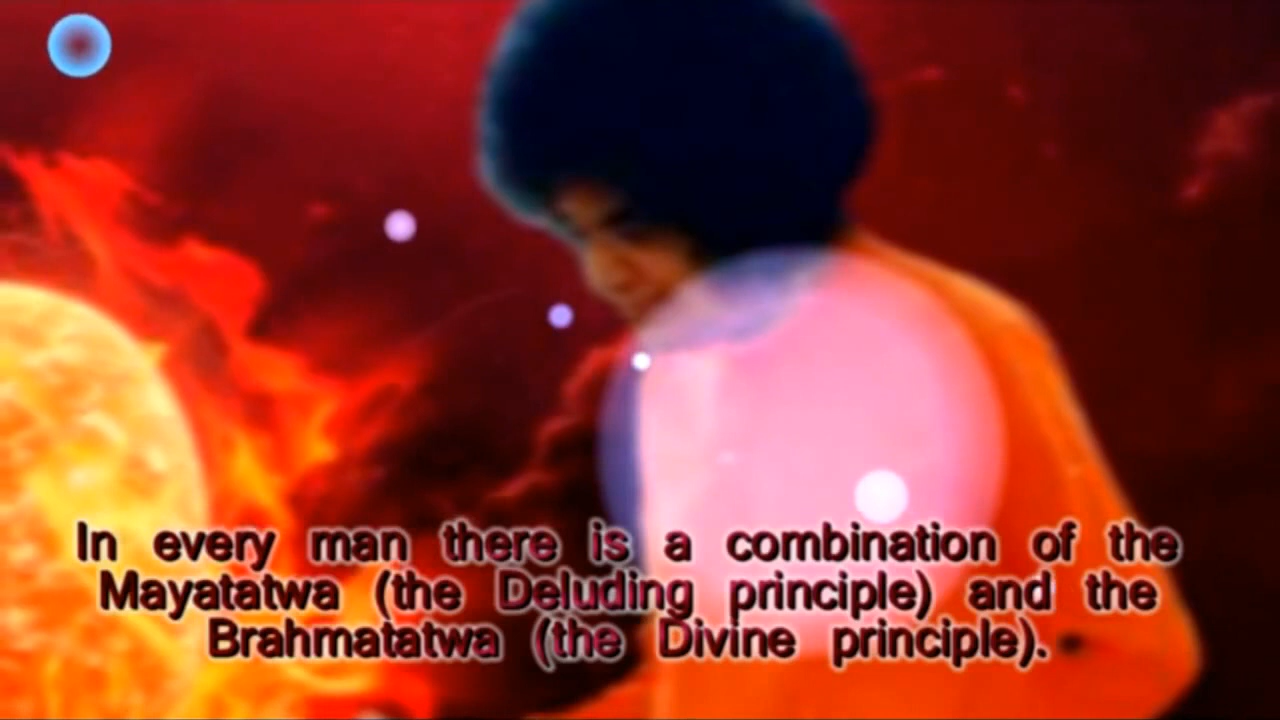 In every man there is a combination of the
Mayatatwa (the Deluding principle) and the
Brahmatatwa (the Divine principle).